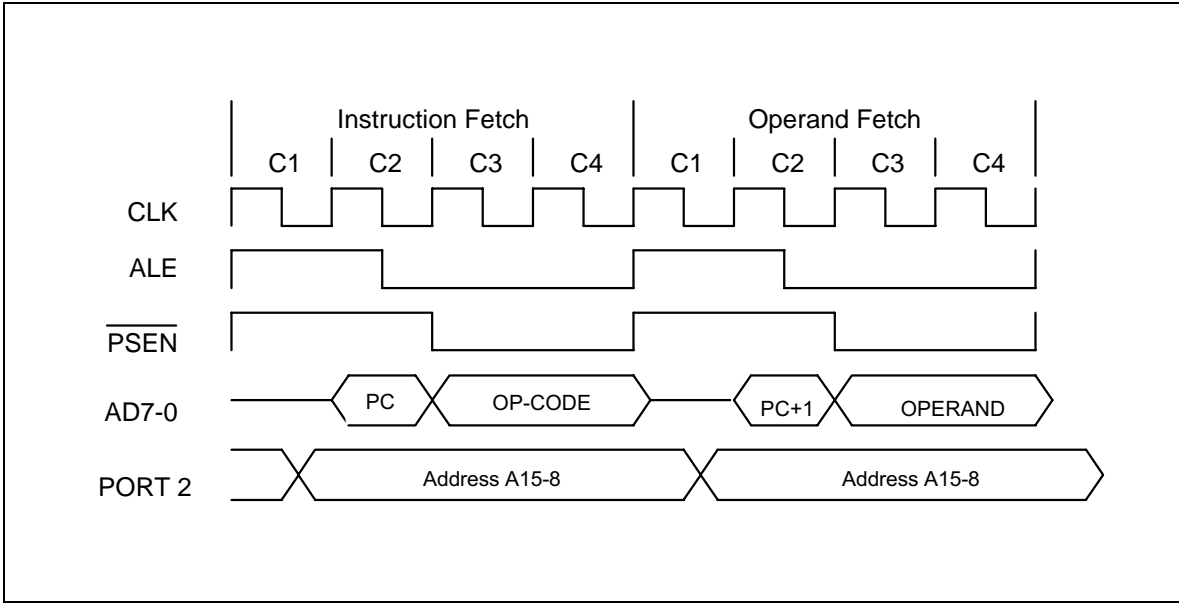 Instruction Fetch Operand Fetch
C1 C2 C3 C4 C1 C2 C3 C4
CLK
ALE
PSEN
AD7-0 PC OP-CODE PC+1 OPERAND
PORT 2 Address A15-8 Address A15-8